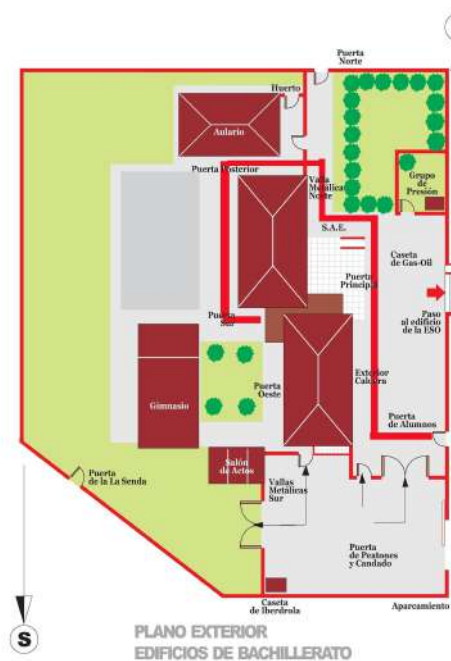 Puerta
Norte
Huerto
Aulario
Puerta Posterior
Valla
Metálica
Norte
Grupo
de
Presión
S.A.E.
Caseta
de Gas-Oil
Puerta
Principal
Paso
al edificio
de la ESO
Puerta
Sur
Exterior
Caldera
Puerta
Oeste
Gimnasio
Puerta
de Alumnos
Salón
de Actos
Puerta
de la La Senda
Vallas
Metálicas
Sur
Puerta
de Peatones
y Candado
Caseta
de Iberdrola
Aparcamiento
S
PLANO EXTERIOR
EDIFICIOS DE BACHILLERATO